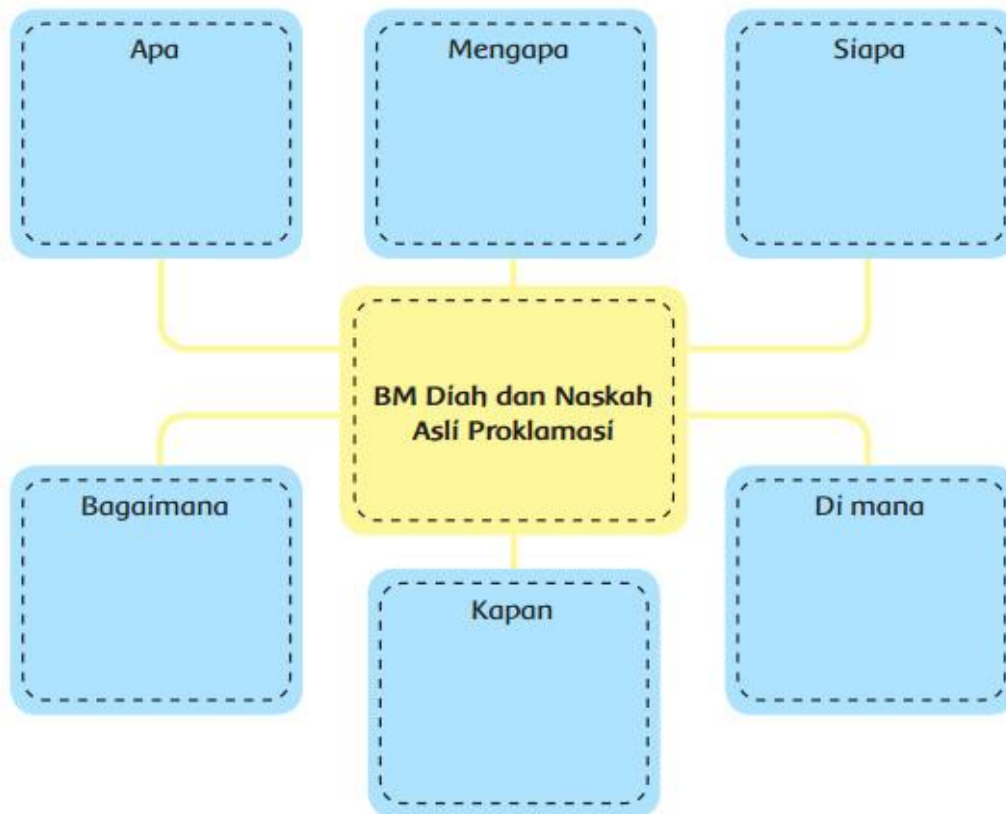 Apa
Mengapa
Siapa
BM Diah dan Naskah
Asli Proklamasi
Bagaimana
Di mana
Kapan